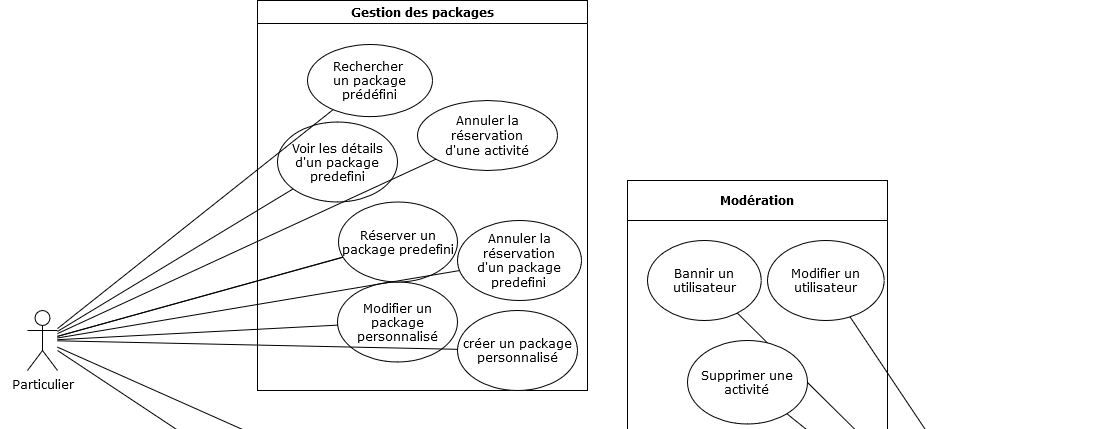 Gestion des packages
Rechercher
un package
prédéfini
Annuler la
réservation
d'une activité
Voir les détails
d'un package
predefini
Réserver un
package predefini
Annuler la
réservation
d'un package
predefini
Modifier un
package
personnalisé
créer un package
personnalisé
Particulier
Modération
Bannir un
utilisateur
Modifier un
utilisateur
Supprimer une
activité